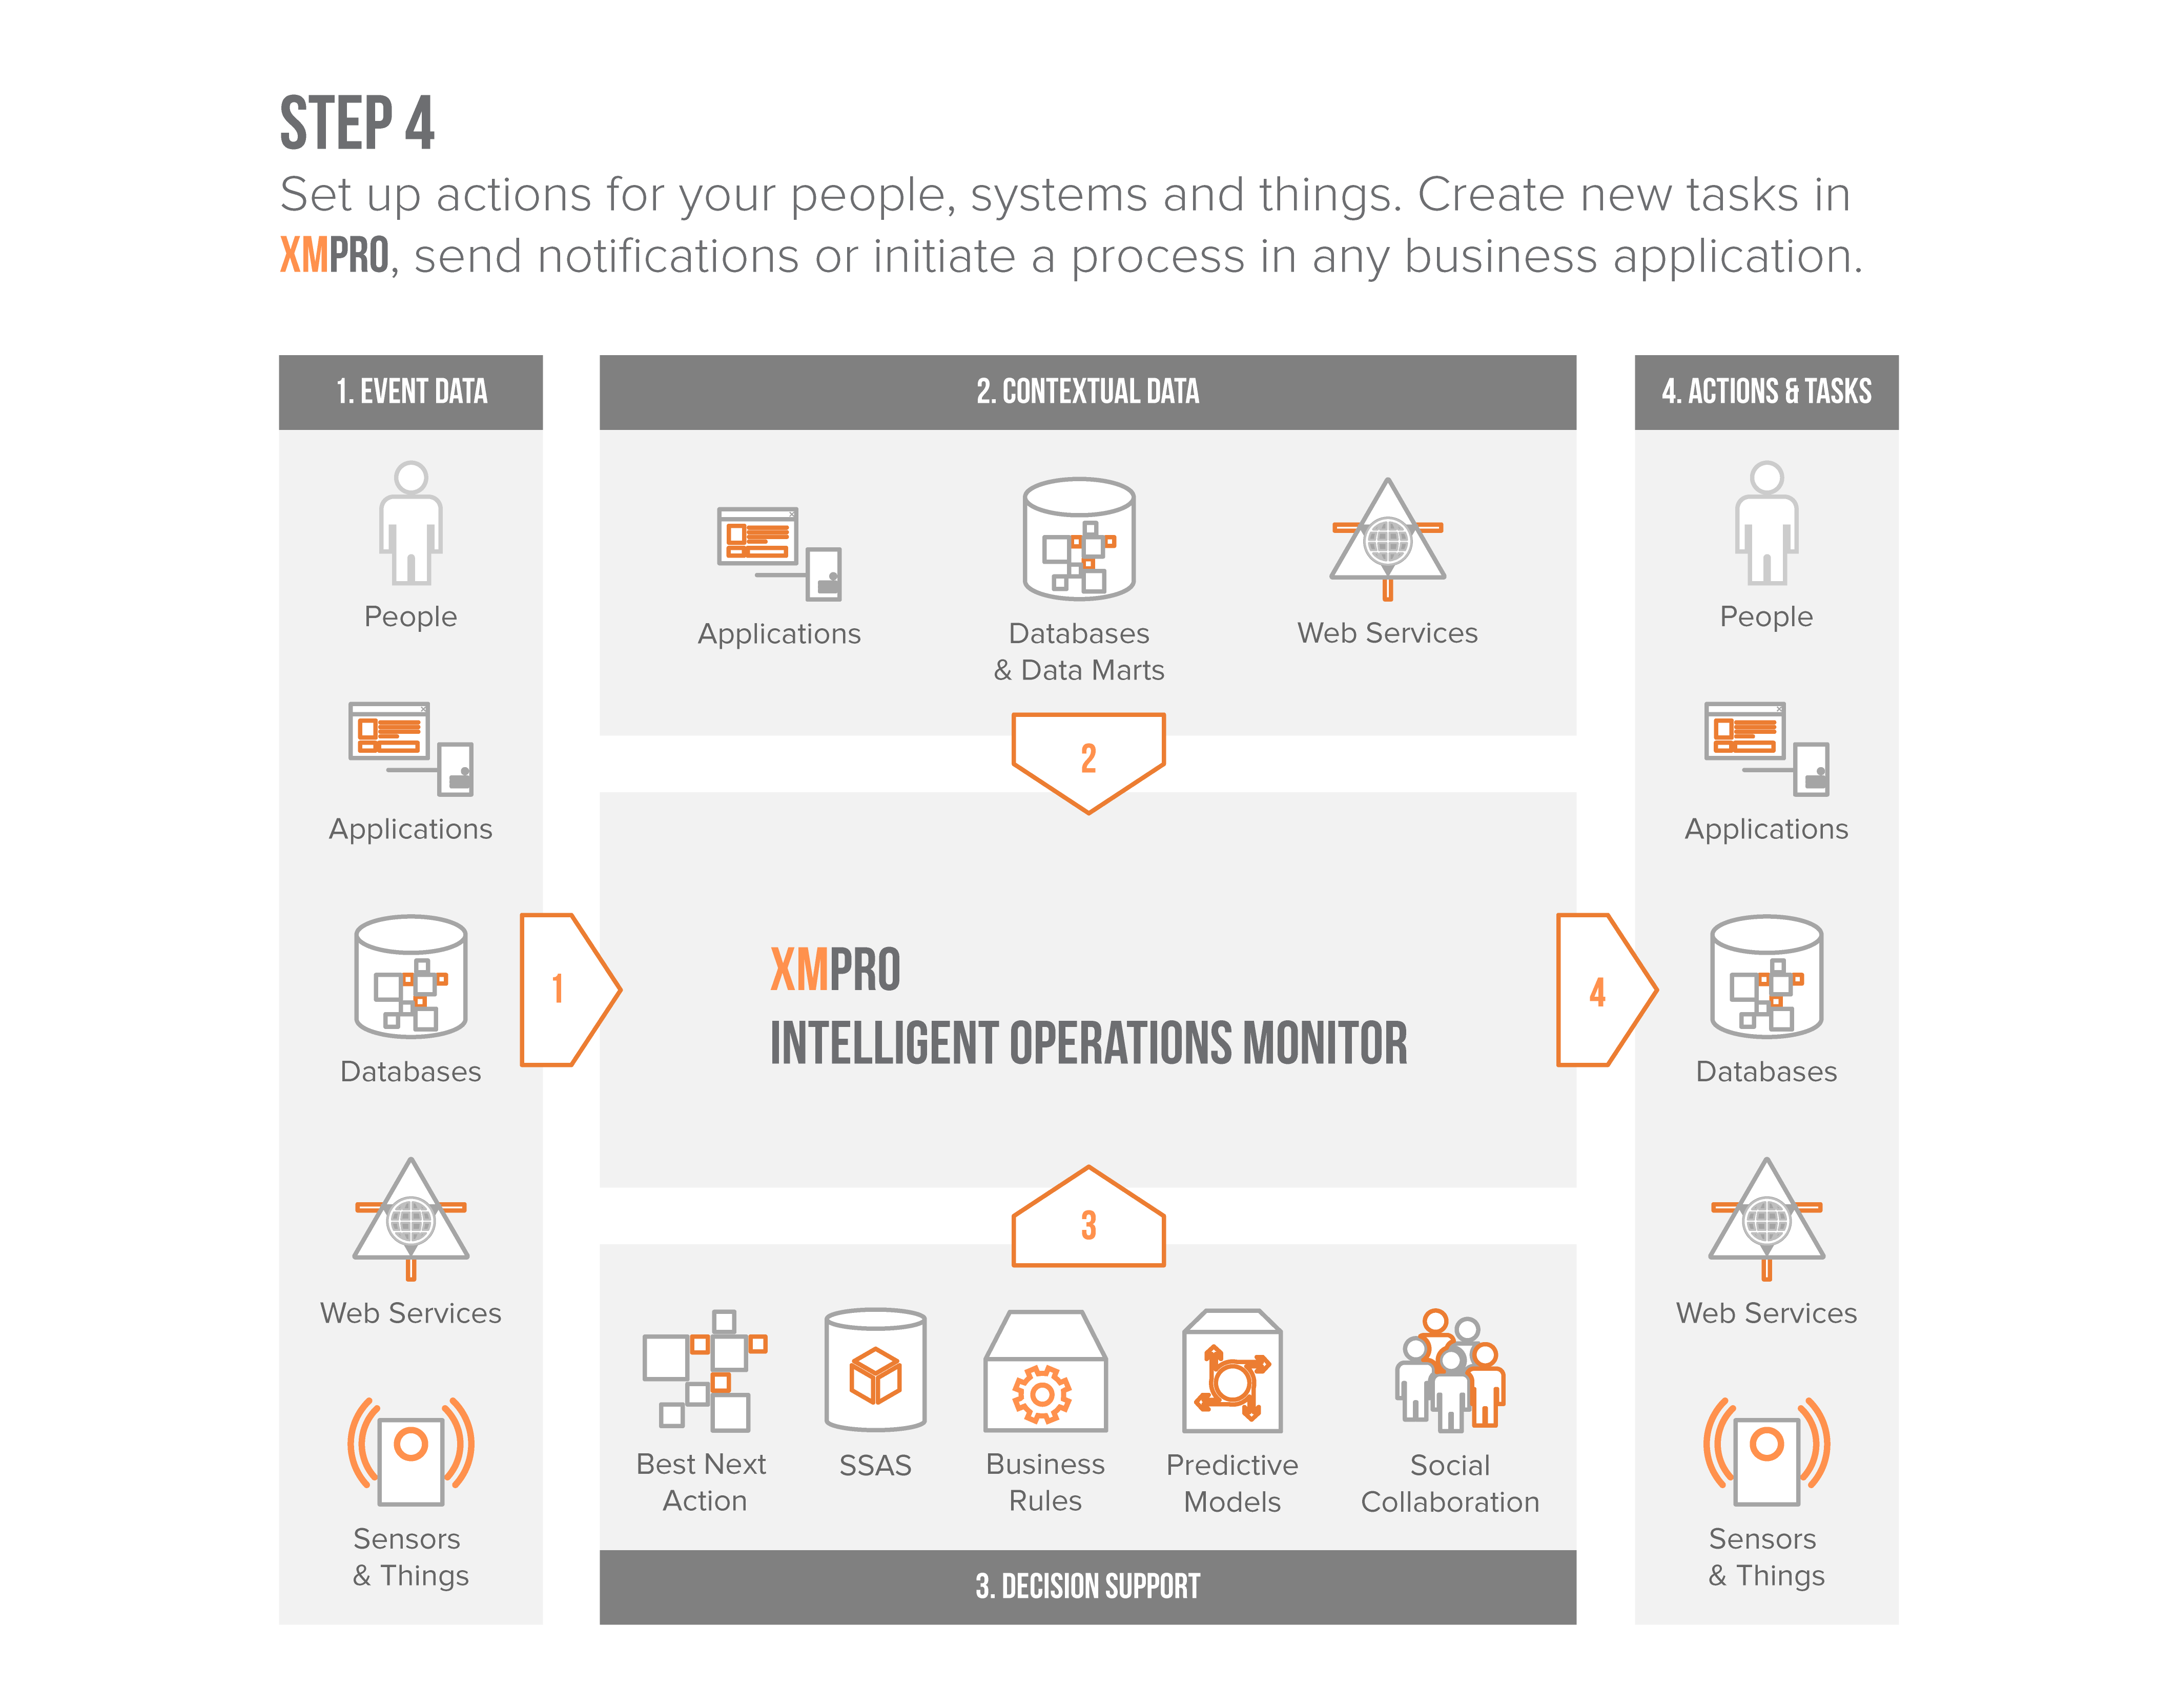 STEP 4
Set up actions for your people, systems and things. Create new tasks in
XMPRO, send notifications or initiate a process in any business application.
1. EVENT DATA
People
Applications
Databases
Web Services
Sensors
& Things
1
2. CONTEXTUAL DATA
Applications
Databases
& Data Marts
Web Services
2
XMPRO
INTELLIGENT OPERATIONS MONITOR
3
Best Next
Action
SSAS
Business
Rules
Predictive
Models
Social
Collaboration
3. DECISION SUPPORT
4
4. ACTIONS & TASKS
People
Applications
Databases
Web Services
Sensors
& Things